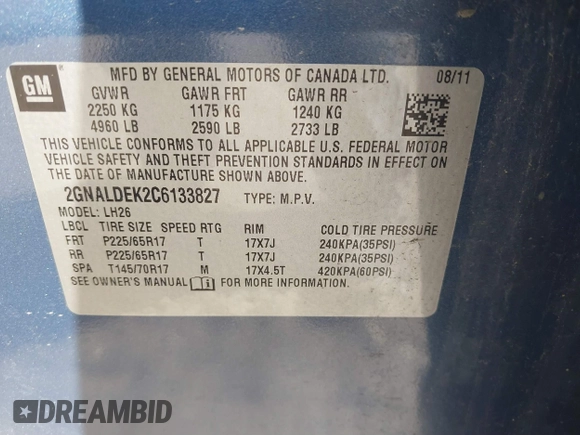 GM
MFD BY GENERAL MOTORS OF CANADA LTD. 08/11
GVWR GAWR FRT GAWR RR
2250 KG 1175 KG 1240 KG
4960 LB 2590 LB 2733 LB
THIS VEHICLE CONFORMS TO ALL APPLICABLE U.S. FEDERAL MOTOR
VEHICLE SAFETY AND THEFT PREVENTION STANDARDS IN EFFECT ON
THE DATE OF MANUFACTURE SHOWN ABOVE.
2GNALDEK2C6133827 TYPE: M.P.V.
MODEL: LH26
LBCL TIRE SIZE SPEED RTG RIM COLD TIRE PRESSURE
FRT P225/65R17 T 17X7J 240KPA(35PSI)
RR P225/65R17 T 17X7J 240KPA(35PSI)
SPA T145/70R17 M 17X4.5T 420KPA(60PSI)
SEE OWNER'S MANUAL FOR MORE INFORMATION.
DREAMBID